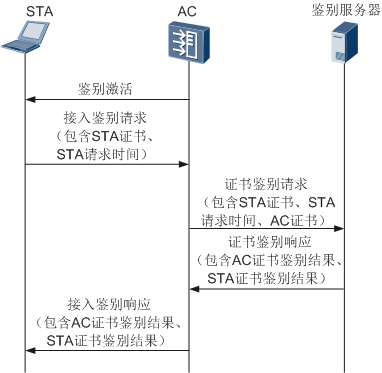 STA
AC
鉴别服务器
鉴别激活
接入鉴别请求
（包含STA证书、
STA请求时间）
证书鉴别请求
（包含STA证书、STA
请求时间、AC证书）
证书鉴别响应
（包含AC证书鉴别结果、
STA证书鉴别结果）
接入鉴别响应
（包含AC证书鉴别结果、
STA证书鉴别结果）